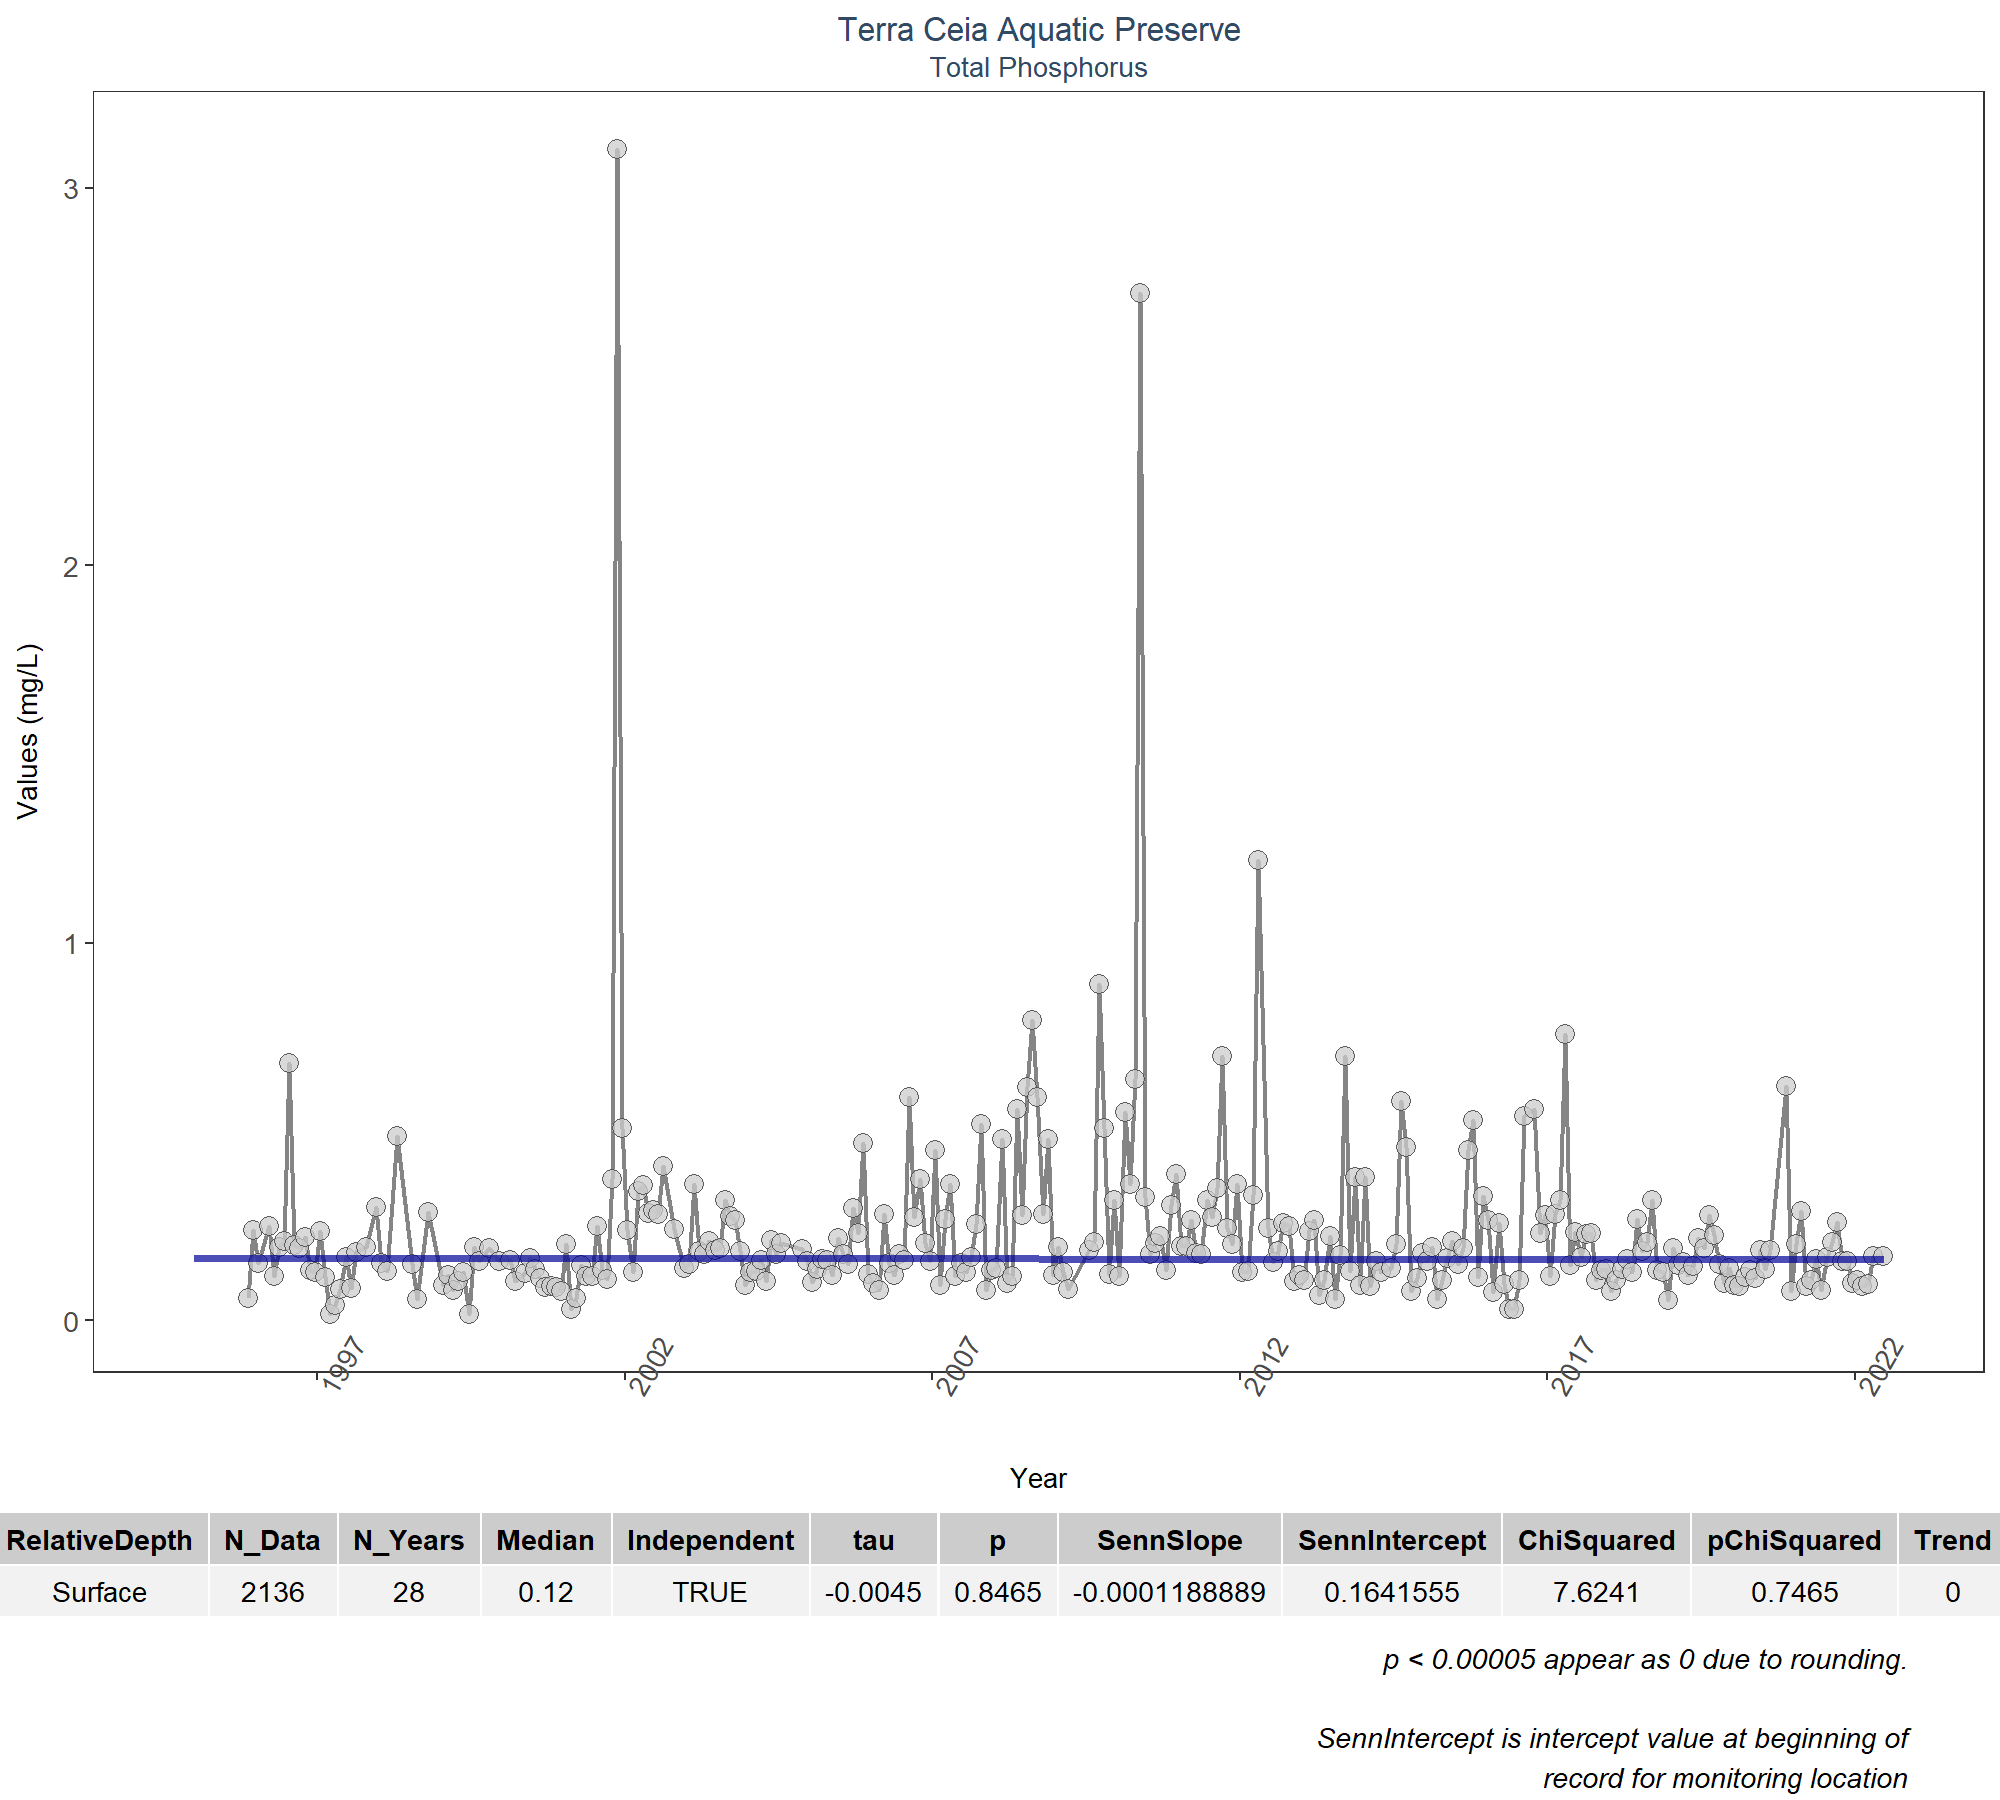 Terra Ceia Aquatic Preserve
Total Phosphorus
3
2
1
0
Values (mg/L)
1997 2002 2007 2012 2017 2022
Year
RelativeDepth N_Data N_Years Median Independent tau p SennSlope SennIntercept ChiSquared pChiSquared Trend
Surface 2136 28 0.12 TRUE -0.0045 0.8465 -0.0001188889 0.1641555 7.6241 0.7465 0
p < 0.00005 appear as 0 due to rounding.
SennIntercept is intercept value at beginning of
record for monitoring location